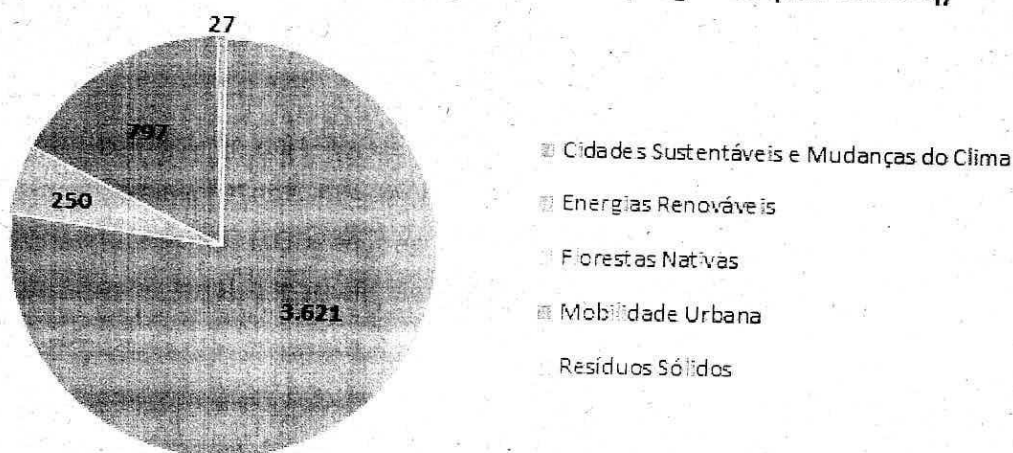 27
797
250
3.621
Cidades Sustentáveis e Mudanças do Clima
Energias Renováveis
Florestas Nativas
Mobilidade Urbana
Resíduos Sólidos